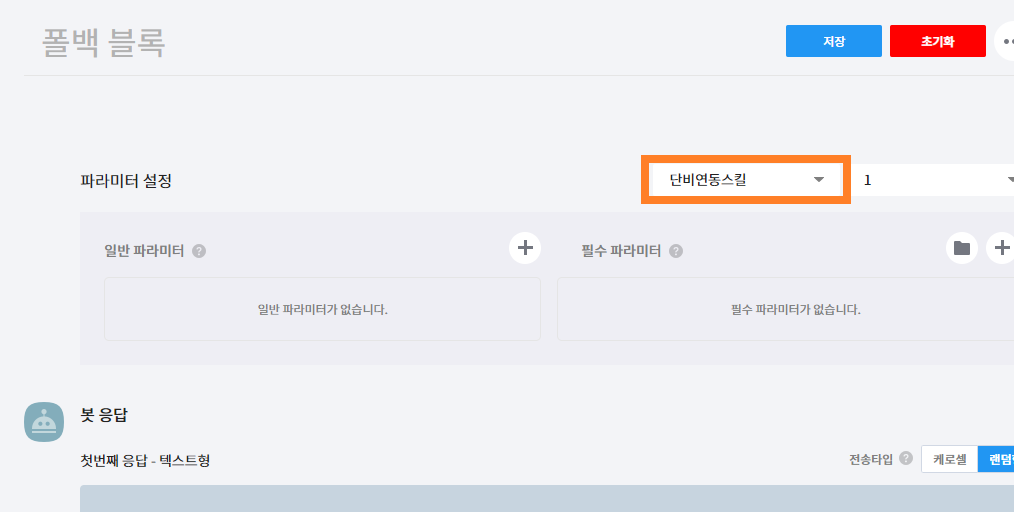 폴백 블록
저장
초기화
파라미터 설정
단비연동스킬
1
일반 파라미터
필수 파라미터
일반 파라미터가 없습니다.
필수 파라미터가 없습니다.
봇 응답
첫번째 응답 - 텍스트형
전송타입
케로셀
랜덤